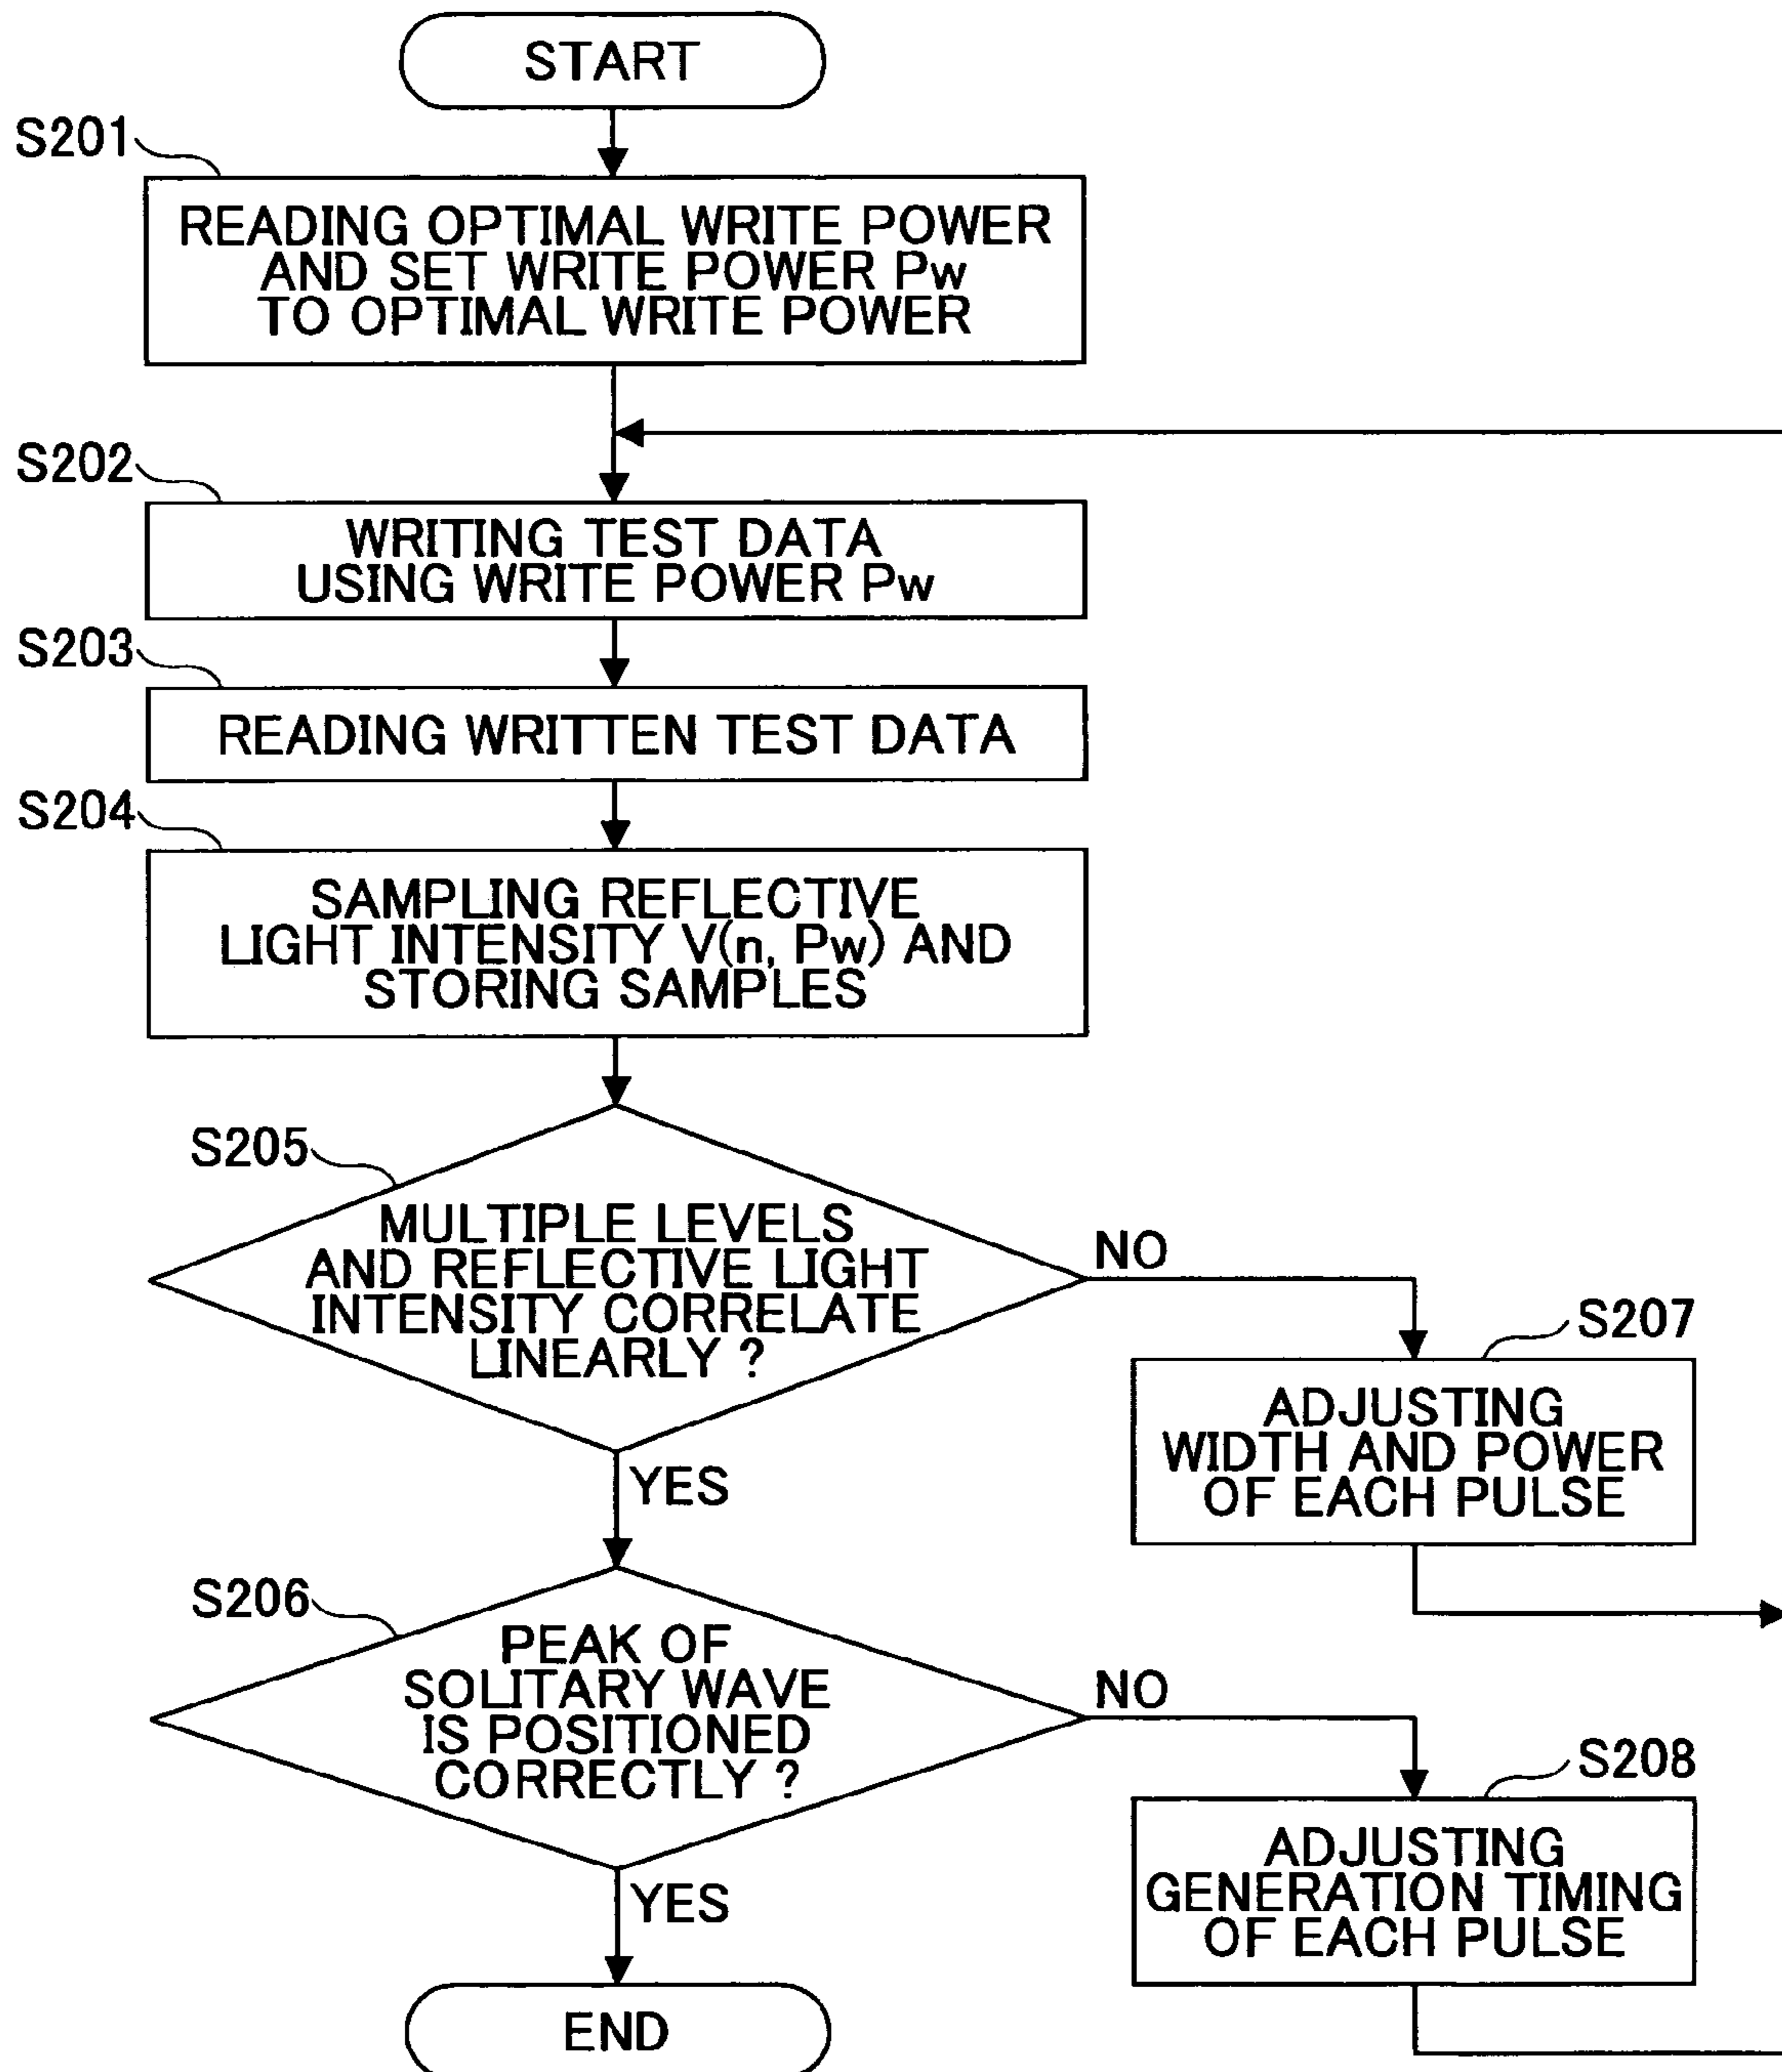 START
S201
READING OPTIMAL WRITE POWER
AND SET WRITE POWER Pw
TO OPTIMAL WRITE POWER
S202
WRITING TEST DATA
USING WRITE POWER Pw
S203
READING WRITTEN TEST DATA
S204
SAMPLING REFLECTIVE
LIGHT INTENSITY V(n, Pw) AND
STORING SAMPLES
S205
MULTIPLE LEVELS
AND REFLECTIVE LIGHT
INTENSITY CORRELATE
LINEARLY ?
NO
S207
ADJUSTING
WIDTH AND POWER
OF EACH PULSE
YES
S206
PEAK OF
SOLITARY WAVE
IS POSITIONED
CORRECTLY ?
NO
S208
ADJUSTING
GENERATION TIMING
OF EACH PULSE
YES
END